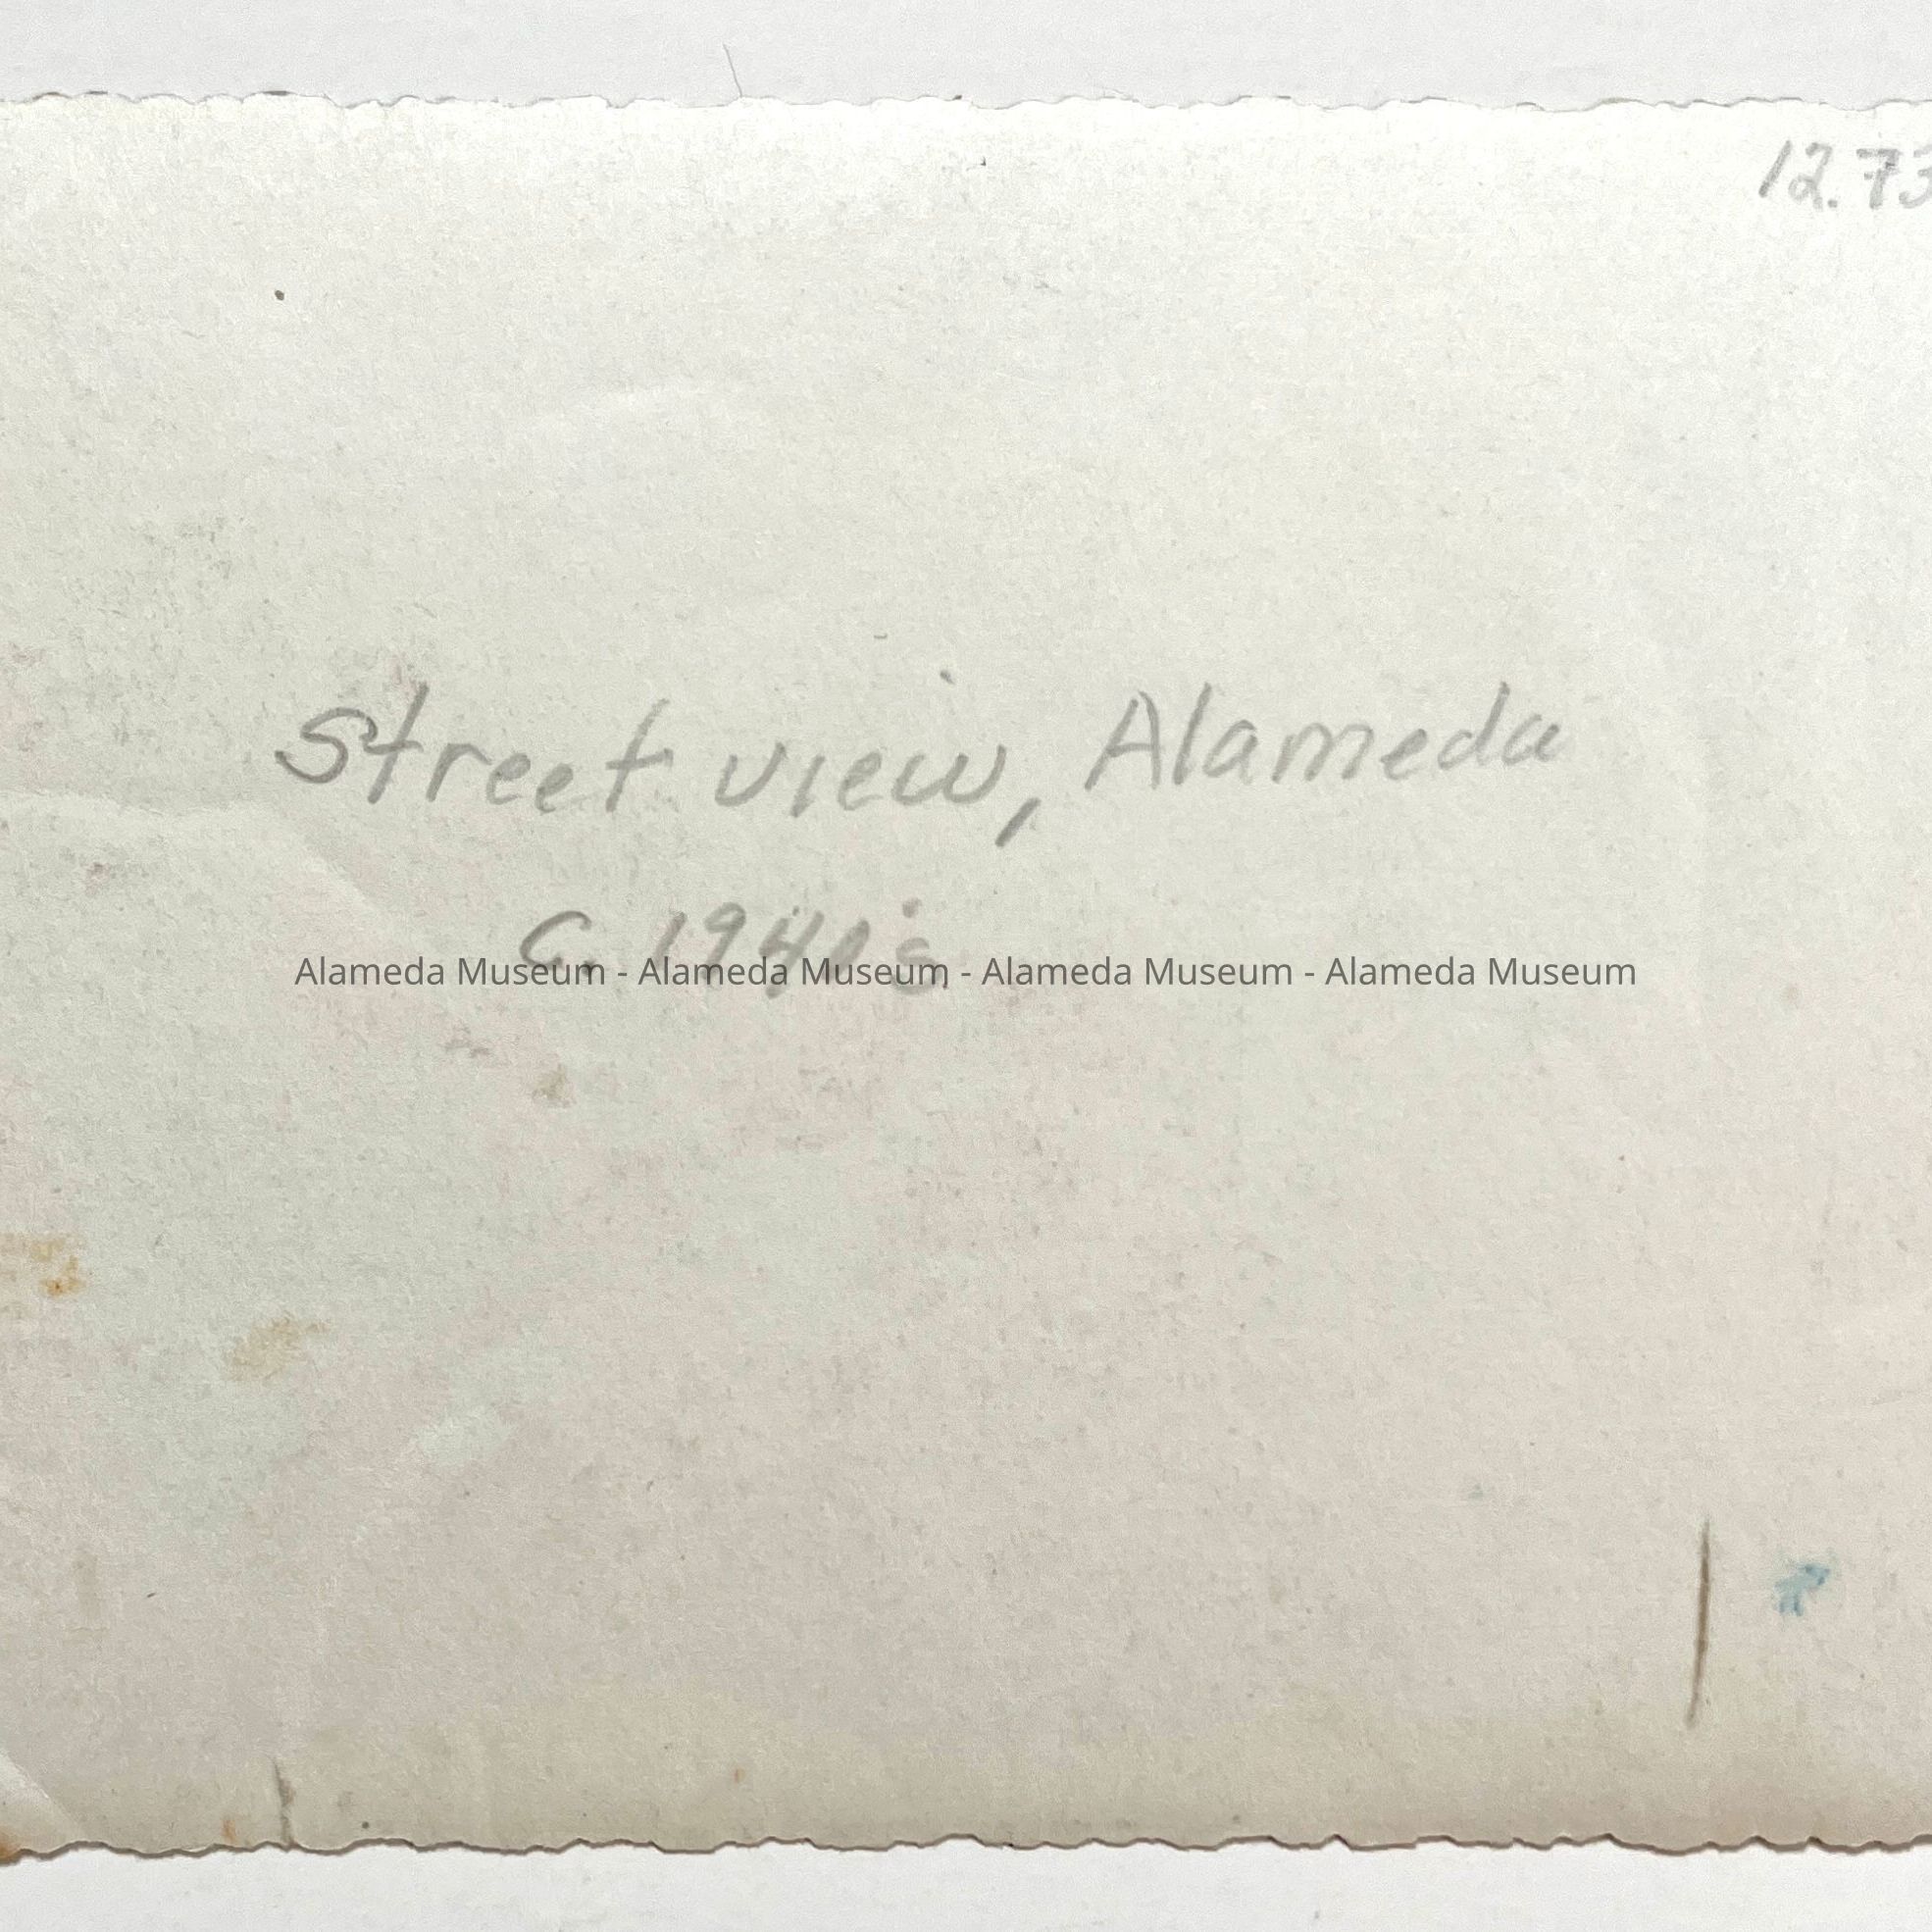 12.73
Street view, Alameda
c. 1940's
Alameda Museum - Alameda Museum - Alameda Museum - Alameda Museum